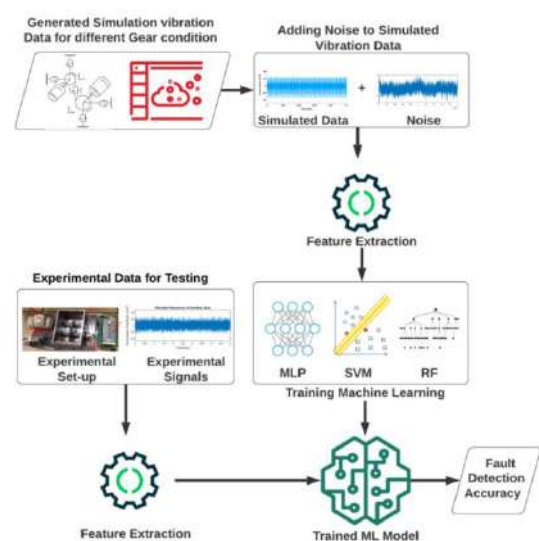 Generated Simulation vibration
Data for different Gear condition
Adding Noise to Simulated
Vibration Data
Simulated Data
+
Noise
Feature Extraction
Experimental Data for Testing
Experimental
Set-up
Experimental
Signals
MLP
SVM
RF
Training Machine Learning
Feature Extraction
Trained ML Model
Fault
Detection
Accuracy